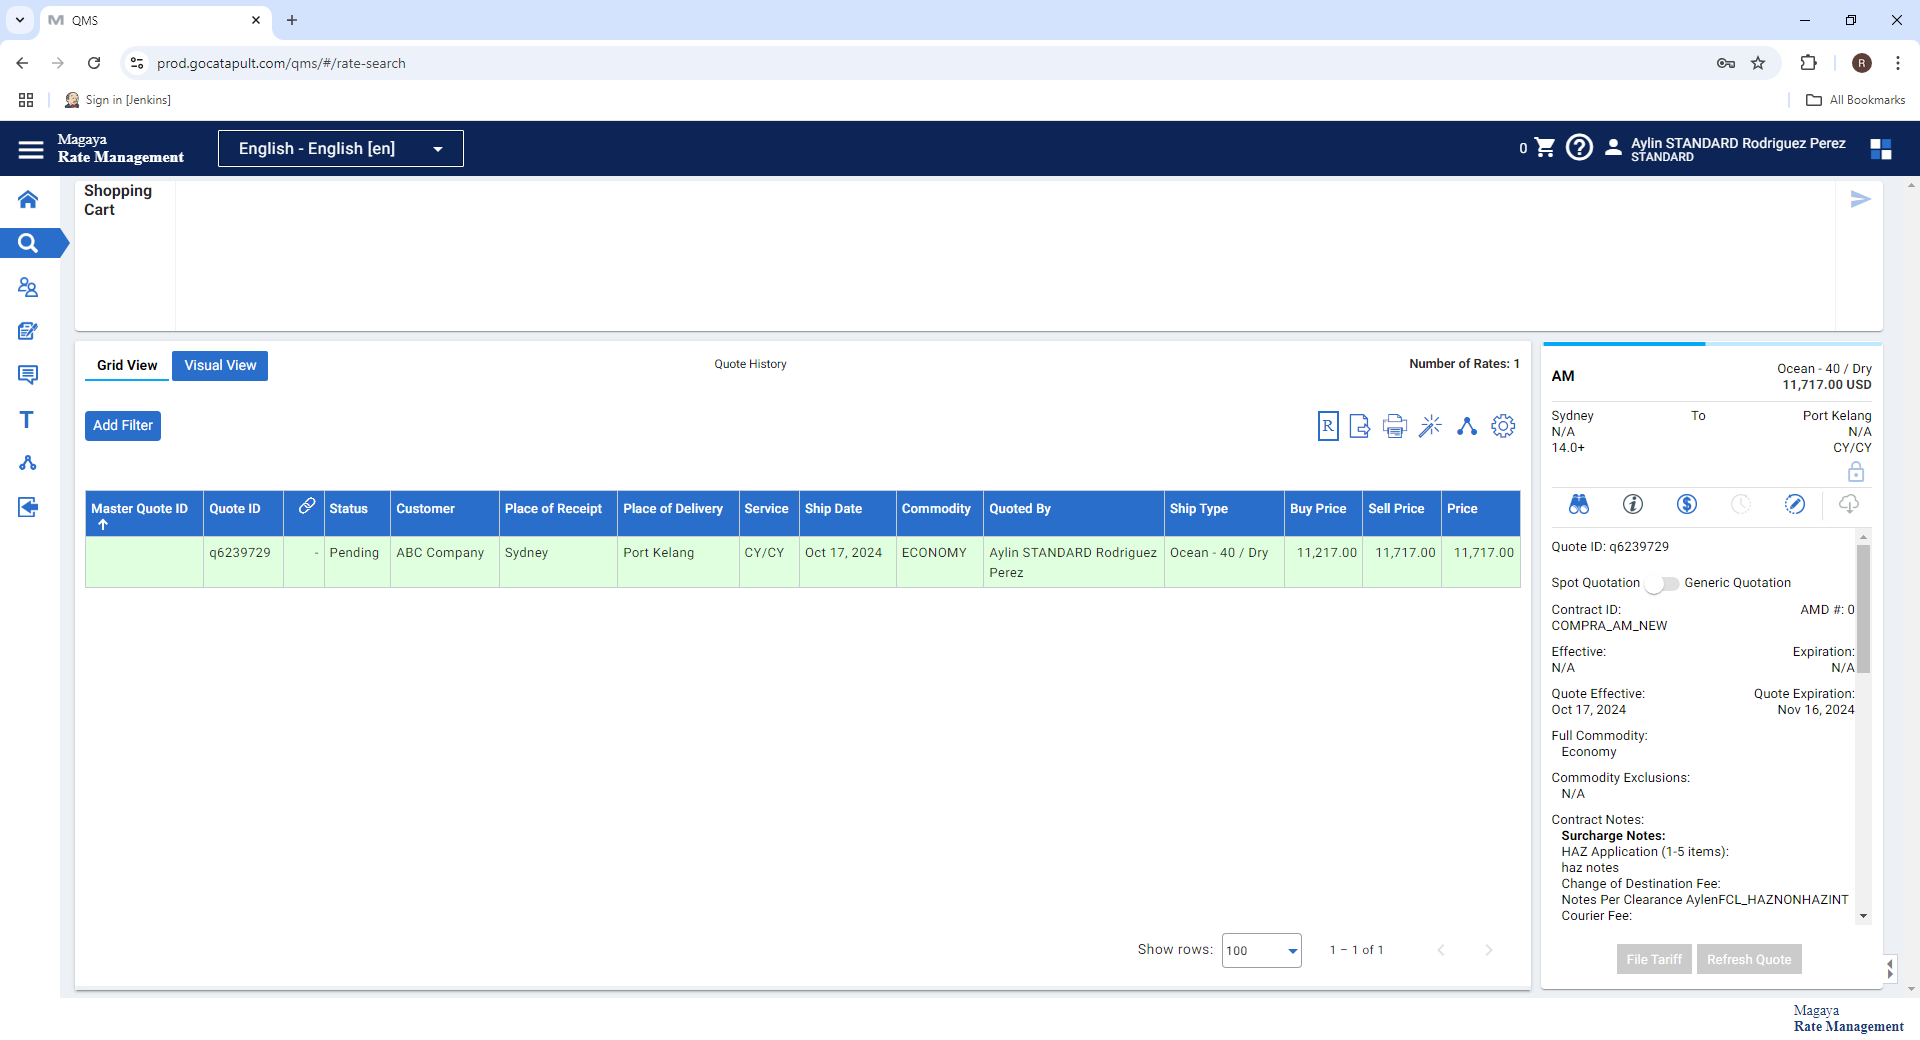 QMS
prod.gocatapult.com/qms/#/rate-search
R
Sign in [Jenkins]
All Bookmarks
Magaya
Rate Management
English - English [en]
0
?
Aylin STANDARD Rodriguez Perez
STANDARD
Shopping
Cart
T
Grid View
Visual View
Quote History
Number of Rates: 1
Add Filter
R
Master Quote ID
Quote ID
Status
Customer
Place of Receipt
Place of Delivery
Service
Ship Date
Commodity
Quoted By
Ship Type
Buy Price
Sell Price
Price
q6239729
-
Pending
ABC Company
Sydney
Port Kelang
CY/CY
Oct 17, 2024
ECONOMY
Aylin STANDARD Rodriguez
Perez
Ocean - 40 / Dry
11,217.00
11,717.00
11,717.00
Show rows:
100
1 – 1 of 1
AM
Ocean - 40 / Dry
11,717.00 USD
Sydney To Port Kelang
N/A N/A
14.0+ CY/CY
Quote ID: q6239729
Spot Quotation Generic Quotation
Contract ID: AMD #: 0
COMPRA_AM_NEW
Effective: Expiration:
N/A N/A
Quote Effective: Quote Expiration:
Oct 17, 2024 Nov 16, 2024
Full Commodity:
Economy
Commodity Exclusions:
N/A
Contract Notes:
Surcharge Notes:
HAZ Application (1-5 items):
haz notes
Change of Destination Fee:
Notes Per Clearance AylenFCL_HAZNONHAZINT
Courier Fee:
File Tariff
Refresh Quote
Magaya
Rate Management